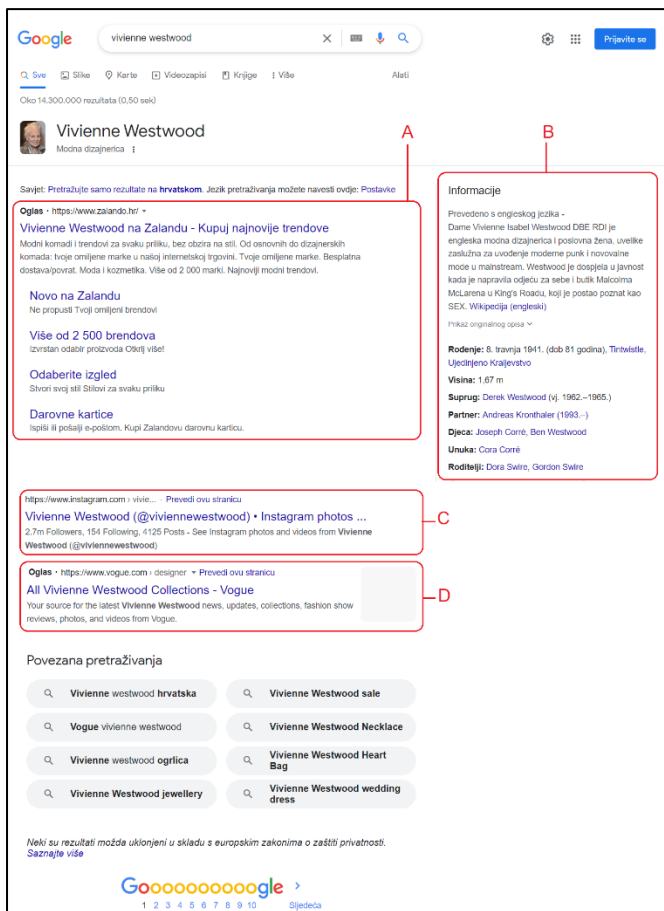 Google
vivienne westwood
Prijavite se
Sve Slike Karte Videozapisi Knjige Više Alati
Oko 14.300.000 rezultata (0,50 sek)
Vivienne Westwood
Modna dizajnerica
A
B
Savjet: Pretražujte samo rezultate na hrvatskom. Jezik pretraživanja možete navesti ovdje: Postavke
Oglas · https://www.zalando.hr/
Vivienne Westwood na Zalandu - Kupuj najnovije trendove
Modni komadi i trendovi za svaku priliku, bez obzira na stil. Od osnovnih do dizajnerskih
komada: tvoje omiljene marke u našoj internetskoj trgovini. Tvoje omiljene marke. Besplatna
dostava/povrat. Moda i kozmetika. Više od 2 000 marki. Najnoviji modni trendovi.
Novo na Zalandu
Ne propusti Tvoji omiljeni brendovi
Više od 2 500 brendova
Izvrstan odabir proizvoda Otkrij više!
Odaberite izgled
Stvori svoj stil Stilovi za svaku priliku
Darovne kartice
Ispiši ili pošalji e-poštom. Kupi Zalandovu darovnu karticu.
Informacije
Prevedeno s engleskog jezika -
Dame Vivienne Isabel Westwood DBE RDI je
engleska modna dizajnerica i poslovna žena, uvelike
zaslužna za uvođenje moderne punk i novovalne
mode u mainstream. Westwood je dospjela u javnost
kada je napravila odjeću za sebe i butik Malcolma
McLarena u King's Roadu, koji je postao poznat kao
SEX. Wikipedija (engleski)
Prikaz originalnog opisa
Rođenje: 8. travnja 1941. (dob 81 godina), Tintwistle,
Ujedinjeno Kraljevstvo
Visina: 1,67 m
Suprug: Derek Westwood (vj. 1962.–1965.)
Partner: Andreas Kronthaler (1993.–)
Djeca: Joseph Corré, Ben Westwood
Unuka: Cora Corré
Roditelji: Dora Swire, Gordon Swire
https://www.instagram.com › vivie... · Prevedi ovu stranicu
Vivienne Westwood (@viviennewestwood) • Instagram photos ...
2.7m Followers, 154 Following, 4125 Posts - See Instagram photos and videos from Vivienne
Westwood (@viviennewestwood)
C
Oglas · https://www.vogue.com › designer Prevedi ovu stranicu
All Vivienne Westwood Collections - Vogue
Your source for the latest Vivienne Westwood news, updates, collections, fashion show
reviews, photos, and videos from Vogue.
D
Povezana pretraživanja
Vivienne westwood hrvatska
Vivienne Westwood sale
Vogue vivienne westwood
Vivienne Westwood Necklace
Vivienne westwood ogrlica
Vivienne Westwood Heart
Bag
Vivienne Westwood jewellery
Vivienne Westwood wedding
dress
Neki su rezultati možda uklonjeni u skladu s europskim zakonima o zaštiti privatnosti.
Saznajte više
Goooooooooogle
1 2 3 4 5 6 7 8 9 10 Sljedeća